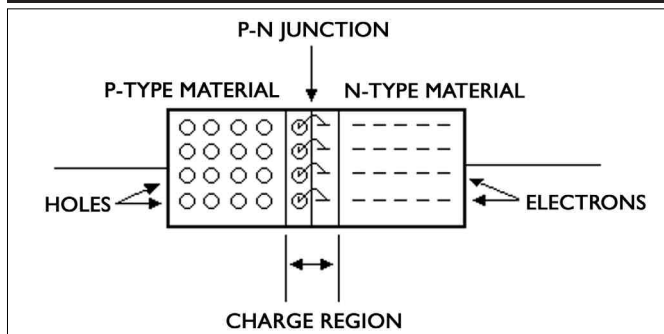 P-N JUNCTION
P-TYPE MATERIAL
N-TYPE MATERIAL
HOLES
ELECTRONS
CHARGE REGION